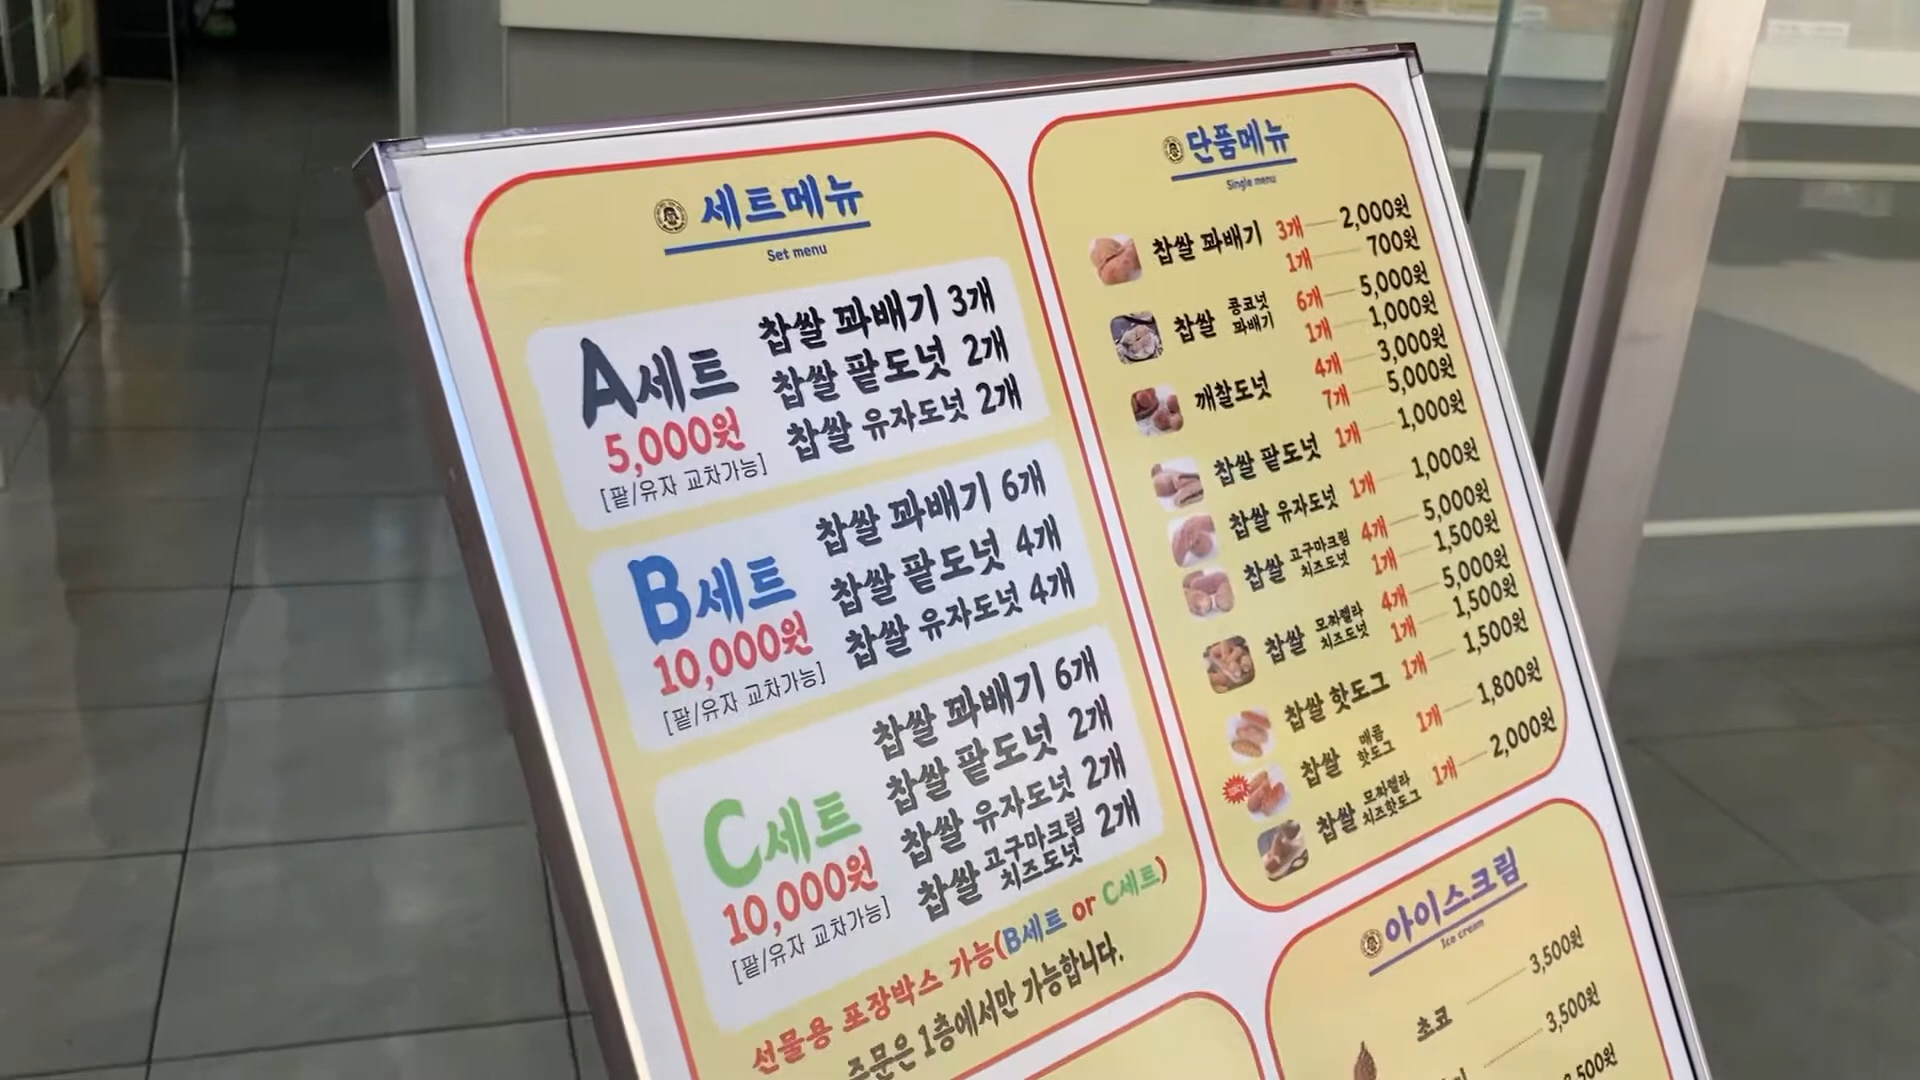 세트메뉴
Set menu
A세트
5,000원
[팥/유자 교차가능]
찹쌀 꽈배기 3개
찹쌀 팥도넛 2개
찹쌀 유자도넛 2개
B세트
10,000원
[팥/유자 교차가능]
찹쌀 꽈배기 6개
찹쌀 팥도넛 4개
찹쌀 유자도넛 4개
C세트
10,000원
[팥/유자 교차가능]
찹쌀 꽈배기 6개
찹쌀 팥도넛 2개
찹쌀 유자도넛 2개
찹쌀 고구마크림 치즈도넛 2개
선물용 포장박스 가능(B세트 or C세트)
주문은 1층에서만 가능합니다.
단품메뉴
Single menu
찹쌀 꽈배기 3개 2,000원
1개 700원
찹쌀 콩코넛 꽈배기 6개 5,000원
1개 1,000원
깨찰도넛 4개 3,000원
7개 5,000원
찹쌀 팥도넛 1개 1,000원
찹쌀 유자도넛 1개 1,000원
찹쌀 고구마크림 치즈도넛 4개 5,000원
1개 1,500원
찹쌀 모짜렐라 치즈도넛 4개 5,000원
1개 1,500원
찹쌀 핫도그 1개 1,500원
찹쌀 매콤 핫도그 1개 1,800원
찹쌀 모짜렐라 치즈핫도그 1개 2,000원
아이스크림
Ice cream
초코 3,500원
3,500원
3,500원